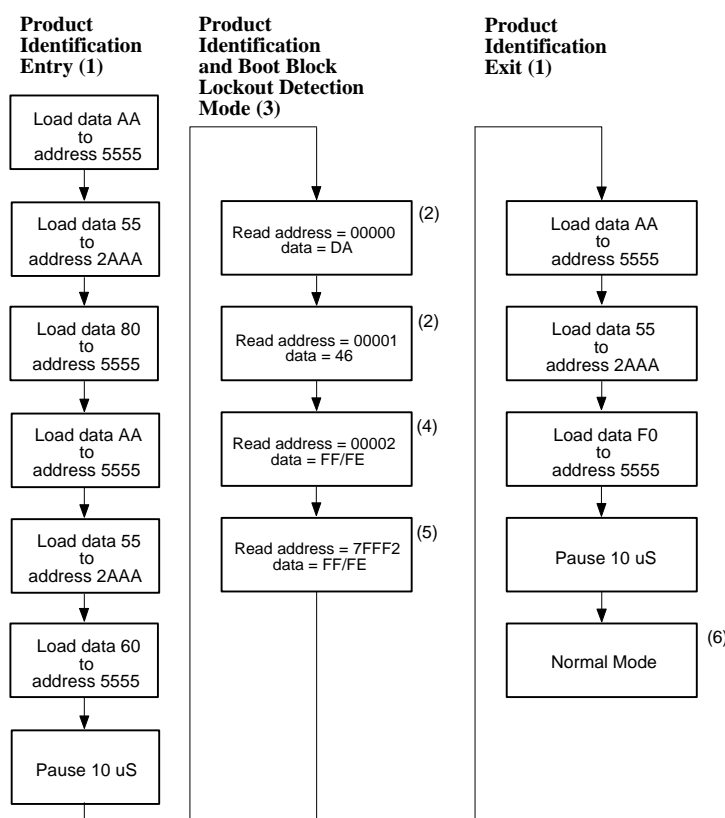 Product
Identification
Entry (1)
Load data AA
to
address 5555
Load data 55
to
address 2AAA
Load data 80
to
address 5555
Load data AA
to
address 5555
Load data 55
to
address 2AAA
Load data 60
to
address 5555
Pause 10 uS
Product
Identification
and Boot Block
Lockout Detection
Mode (3)
Read address = 00000
data = DA
(2)
Read address = 00001
data = 46
(2)
Read address = 00002
data = FF/FE
(4)
Read address = 7FFF2
data = FF/FE
(5)
Product
Identification
Exit (1)
Load data AA
to
address 5555
Load data 55
to
address 2AAA
Load data F0
to
address 5555
Pause 10 uS
Normal Mode
(6)